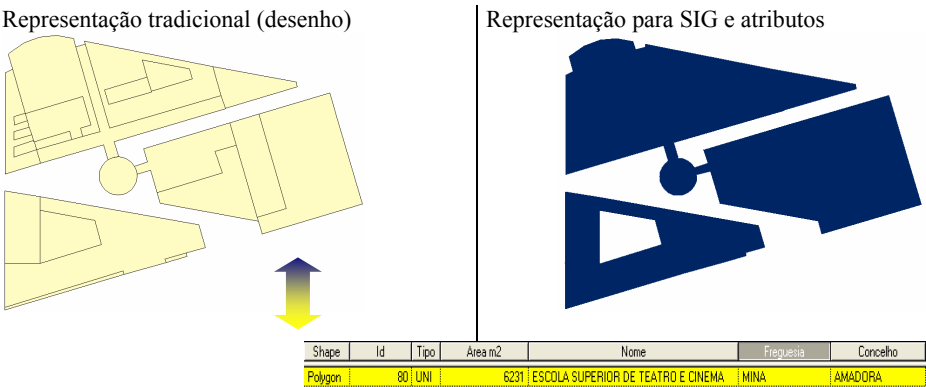 Representação tradicional (desenho)
Representação para SIG e atributos
Shape Id Tipo Area m2 Nome Freguesia Concelho
Polygon 80 UNI 6231 ESCOLA SUPERIOR DE TEATRO E CINEMA MINA AMADORA